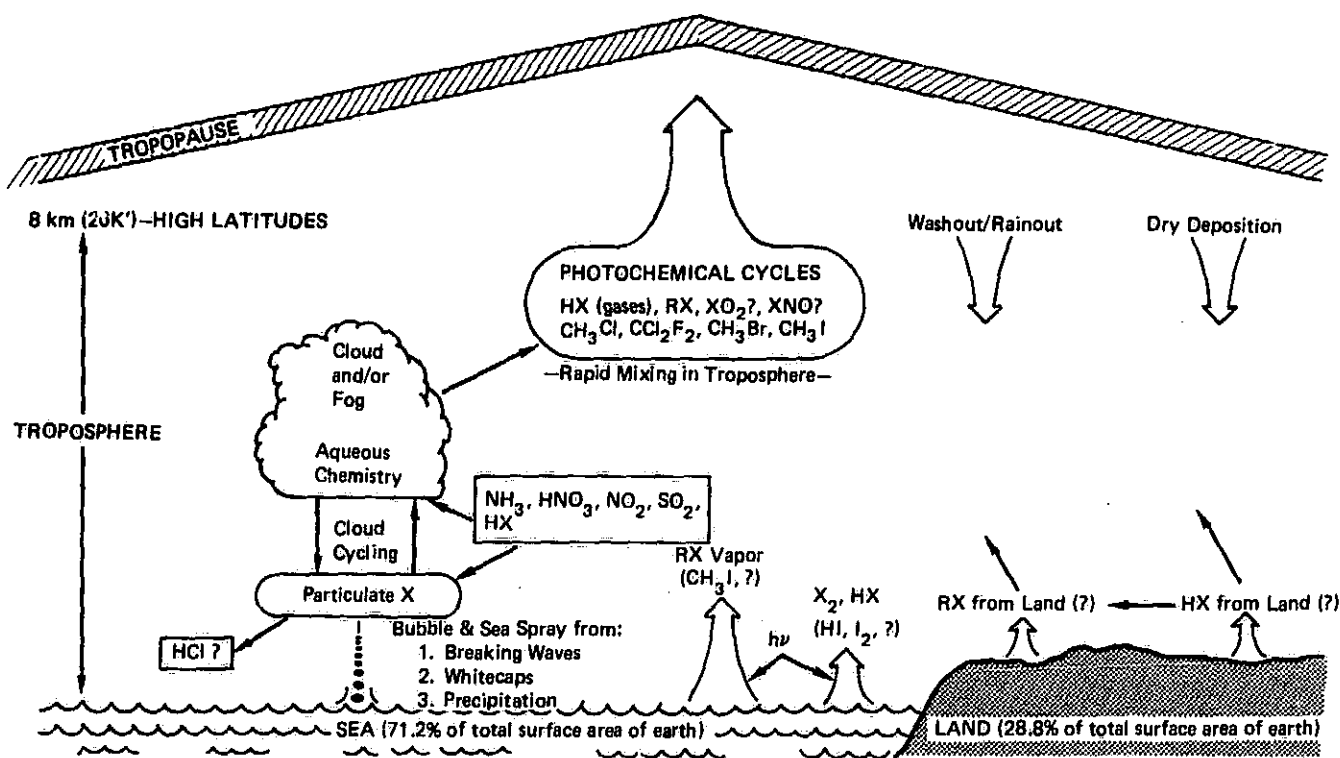 TROPOPAUSE
8 km (26K')—HIGH LATITUDES
TROPOSPHERE
Cloud
and/or
Fog
Aqueous
Chemistry
Cloud
Cycling
Particulate X
HCl ?
NH₃, HNO₃, NO₂, SO₂,
HX
PHOTOCHEMICAL CYCLES
HX (gases), RX, XO₂?, XNO?
CH₃Cl, CCl₂F₂, CH₃Br, CH₃I
—Rapid Mixing in Troposphere—
Washout/Rainout
Dry Deposition
Bubble & Sea Spray from:
1. Breaking Waves
2. Whitecaps
3. Precipitation
RX Vapor
(CH₃I, ?)
hν
X₂, HX
(HI, I₂, ?)
RX from Land (?)
HX from Land (?)
SEA (71.2% of total surface area of earth)
LAND (28.8% of total surface area of earth)